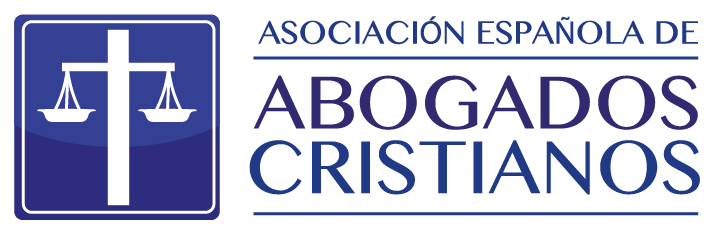 ASOCIACIÓN ESPAÑOLA DE
ABOGADOS
CRISTIANOS